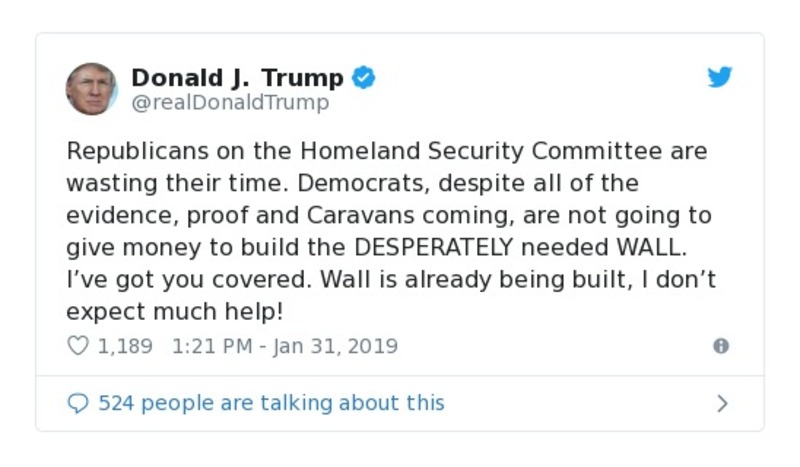 Donald J. Trump
@realDonaldTrump
Republicans on the Homeland Security Committee are
wasting their time. Democrats, despite all of the
evidence, proof and Caravans coming, are not going to
give money to build the DESPERATELY needed WALL.
I’ve got you covered. Wall is already being built, I don’t
expect much help!
1,189 1:21 PM - Jan 31, 2019
524 people are talking about this